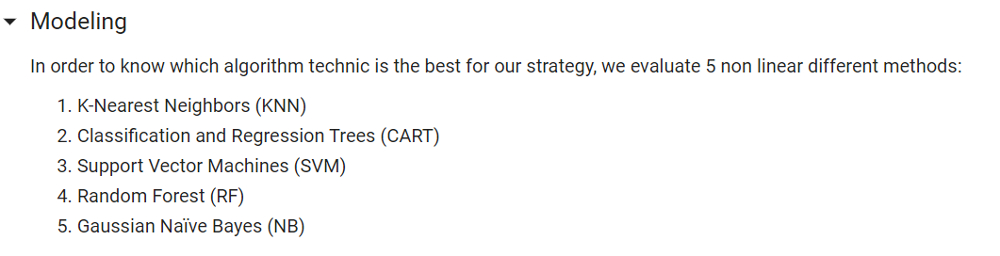 Modeling
In order to know which algorithm technic is the best for our strategy, we evaluate 5 non linear different methods:
1. K-Nearest Neighbors (KNN)
2. Classification and Regression Trees (CART)
3. Support Vector Machines (SVM)
4. Random Forest (RF)
5. Gaussian Naïve Bayes (NB)